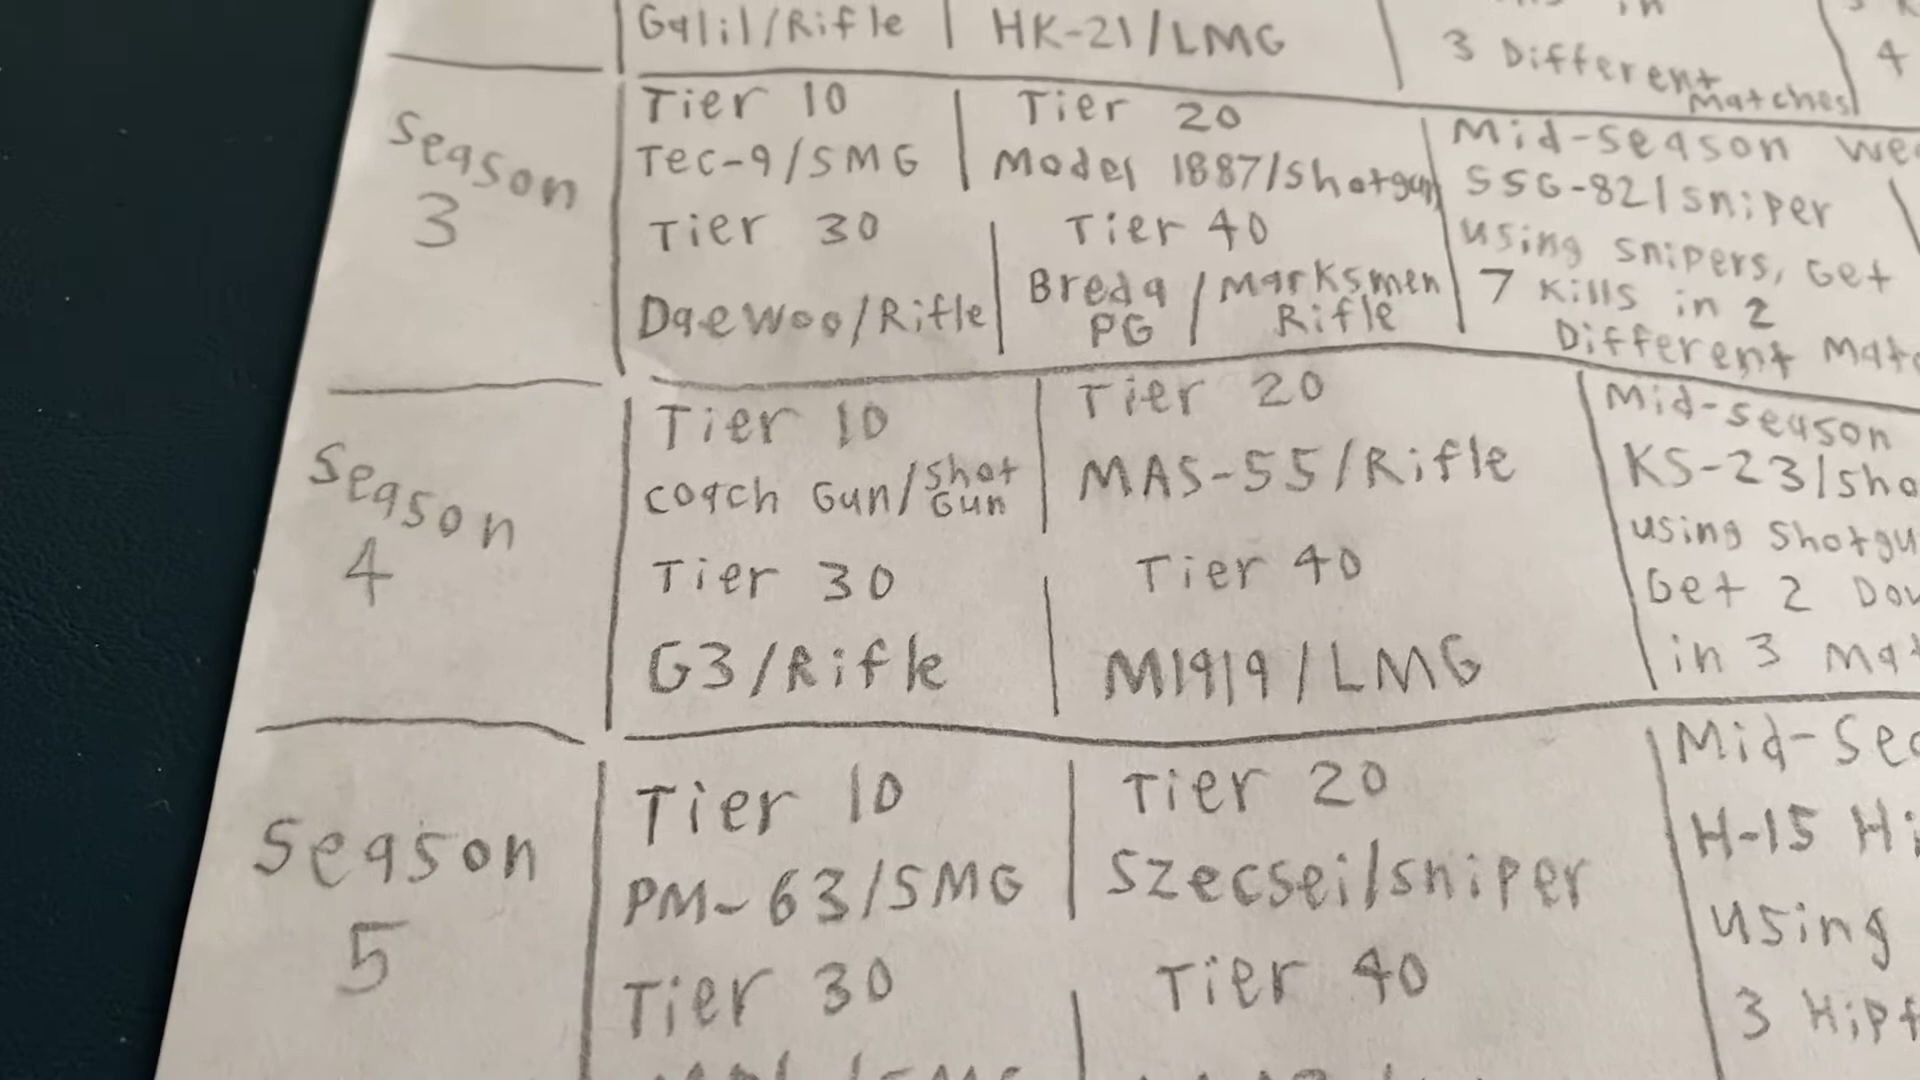 Galil/Rifle HK-21/LMG
3 Different Matches
4
Season 3
Tier 10
Tec-9/SMG
Tier 20
Model 1887/Shotgun
Tier 30
Daewoo/Rifle
Tier 40
Breda PG / Marksmen Rifle
Mid-season
SSG-82/sniper
using snipers, Get
7 Kills in 2
Different
Season 4
Tier 10
Coach Gun/Shot Gun
Tier 20
MAS-55/Rifle
Tier 30
G3/Rifle
Tier 40
M1919/LMG
Mid-season
KS-23/
using
Get 2
in 3
Season 5
Tier 10
PM-63/SMG
Tier 20
Szecsei/sniper
Tier 30
Tier 40
H-15
using
3